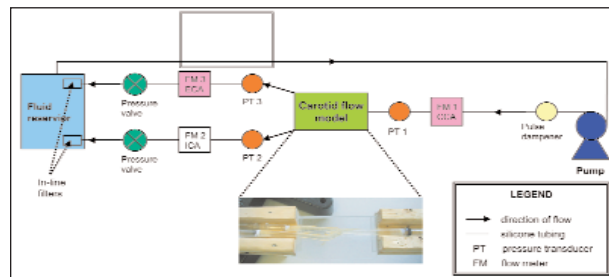 FM 3
ECA
Pressure
valve
PT 3
Fluid
reservoir
Carotid flow
model
PT 1
FM 1
CCA
Pulse
dampener
Pump
FM 2
ICA
Pressure
valve
PT 2
In-line
filters
LEGEND
direction of flow
silicone tubing
PT pressure transducer
FM flow meter